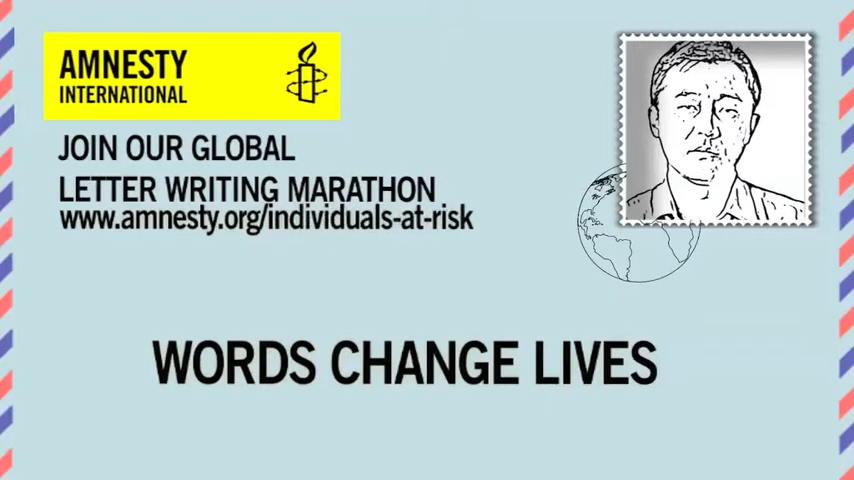 AMNESTY
INTERNATIONAL
JOIN OUR GLOBAL
LETTER WRITING MARATHON
www.amnesty.org/individuals-at-risk
WORDS CHANGE LIVES